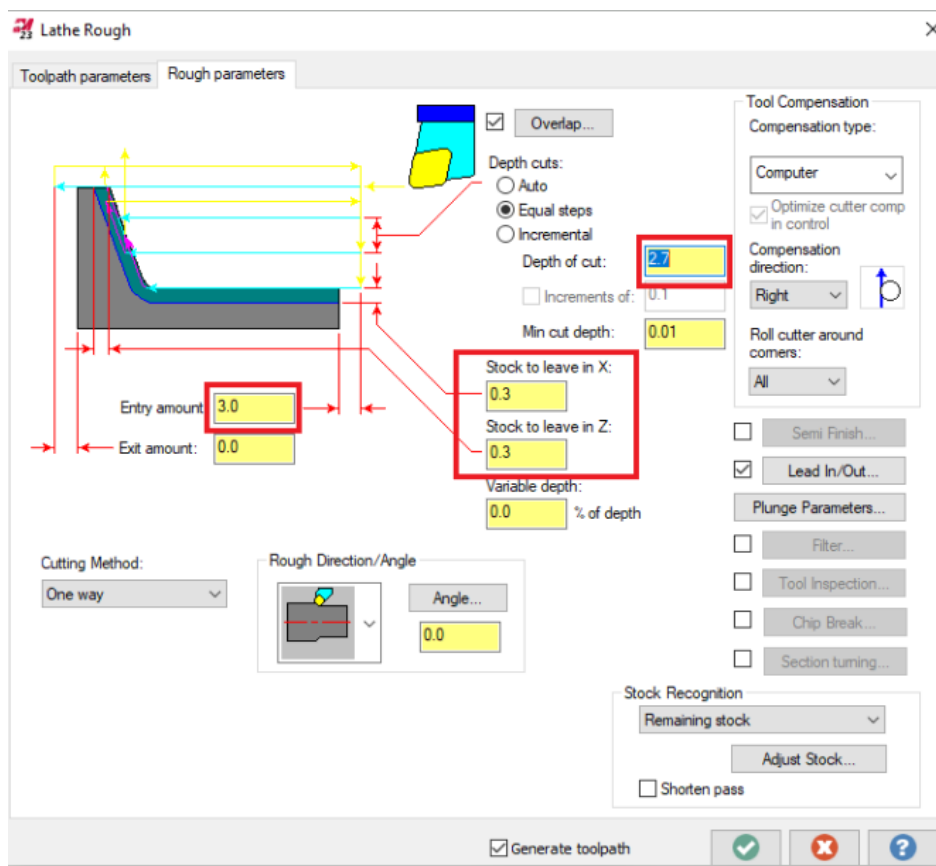 23 Lathe Rough
Toolpath parameters
Rough parameters
Overlap...
Depth cuts:
Auto
Equal steps
Incremental
Depth of cut:
2.7
Increments of:
0.1
Min cut depth:
0.01
Stock to leave in X:
0.3
Stock to leave in Z:
0.3
Variable depth:
0.0
% of depth
Entry amount
3.0
Exit amount:
0.0
Cutting Method:
One way
Rough Direction/Angle
Angle...
0.0
Tool Compensation
Compensation type:
Computer
Optimize cutter comp
in control
Compensation
direction:
Right
Roll cutter around
corners:
All
Semi Finish...
Lead In/Out...
Plunge Parameters...
Filter...
Tool Inspection...
Chip Break...
Section turning...
Stock Recognition
Remaining stock
Adjust Stock...
Shorten pass
Generate toolpath
?